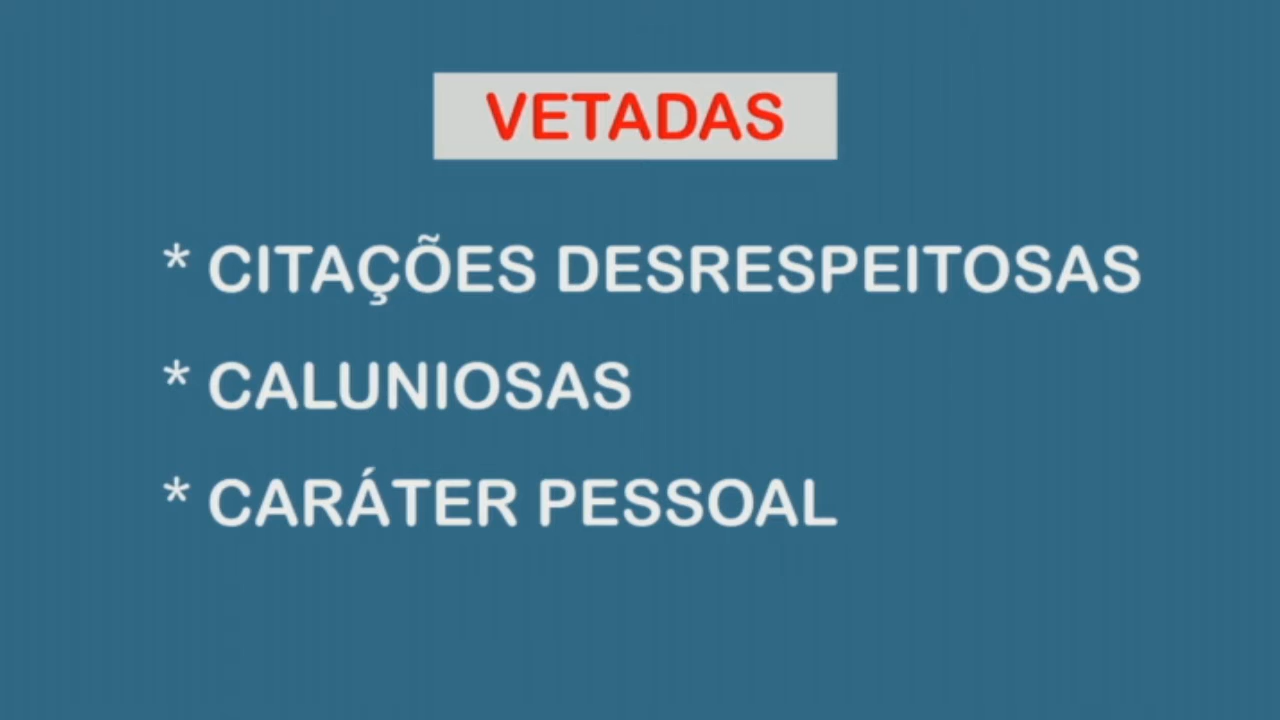 VETADAS
* CITAÇÕES DESRESPEITOSAS
* CALUNIOSAS
* CARÁTER PESSOAL